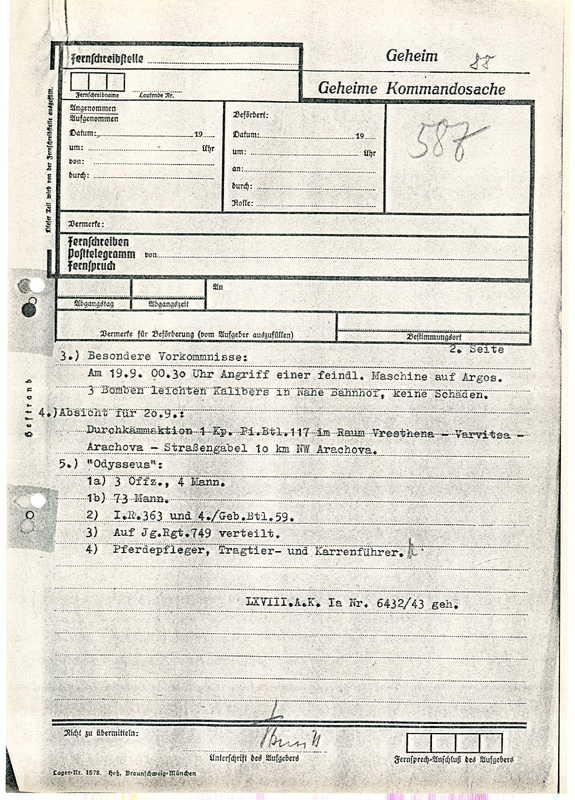 Fernschreibstelle
Geheim 88
Fernschreibname
Laufende Nr.
Geheime Kommandosache
Dieser Teil wird von der Fernschreibstelle ausgefüllt.
Angenommen
Aufgenommen
Datum: 19
um: Uhr
von:
durch:
Befördert:
Datum: 19
um: Uhr
an:
durch:
Rolle:
587
Vermerke:
Fernschreiben
Posttelegramm von
Fernspruch
Abgangstag
Abgangszeit
An
Vermerke für Beförderung (vom Aufgeber auszufüllen)
Bestimmungsort
2. Seite
3.) Besondere Vorkommnisse:
Am 19.9. 00.3o Uhr Angriff einer feindl. Maschine auf Argos.
3 Bomben leichten Kalibers in Nähe Bahnhof, keine Schäden.
4.) Absicht für 2o.9.:
Durchkämmaktion 1 Kp. Pi.Btl.117 im Raum Vresthena - Varvitsa -
Arachova - Straßengabel 1o km NW Arachova.
5.) "Odysseus":
1a) 3 Offz., 4 Mann.
1b) 73 Mann.
2) I.R.363 und 4./Geb.Btl.59.
3) Auf Jg.Rgt.749 verteilt.
4) Pferdepfleger, Tragtier- und Karrenführer.
LXVIII.A.K. Ia Nr. 6432/43 geh.
Heftrand
Nicht zu übermitteln:
Unterschrift des Aufgebers
Fernsprech-Anschluß des Aufgebers
Lager-Nr. 1578. Heß, Braunschweig-München